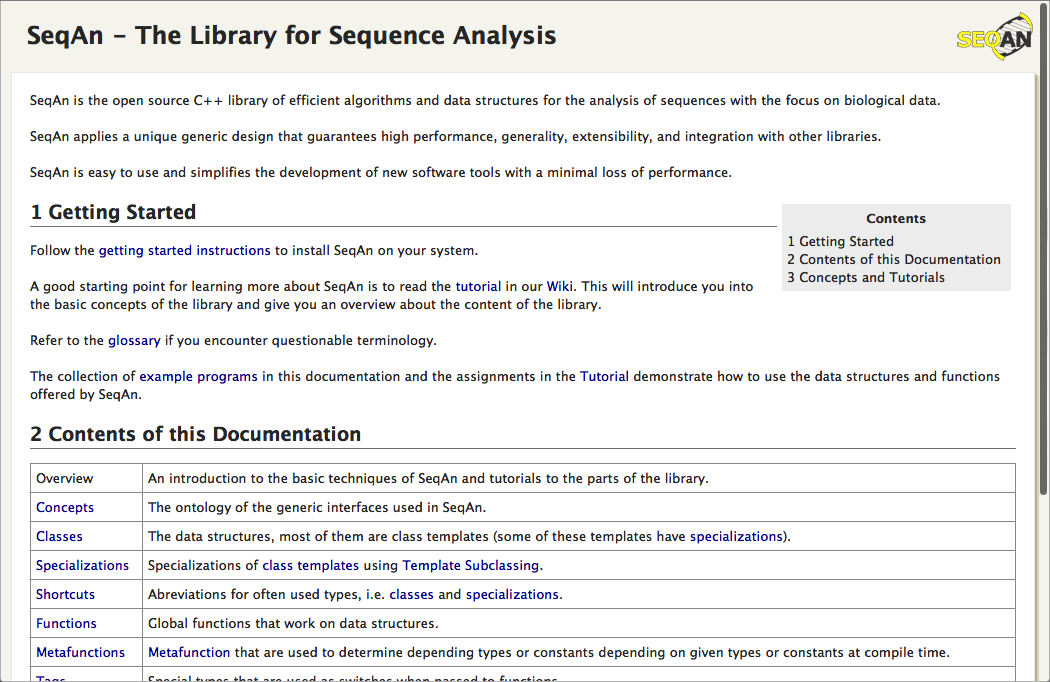 SeqAn – The Library for Sequence Analysis
SEQAN
SeqAn is the open source C++ library of efficient algorithms and data structures for the analysis of sequences with the focus on biological data.
SeqAn applies a unique generic design that guarantees high performance, generality, extensibility, and integration with other libraries.
SeqAn is easy to use and simplifies the development of new software tools with a minimal loss of performance.
1 Getting Started
Contents
1 Getting Started
2 Contents of this Documentation
3 Concepts and Tutorials
Follow the getting started instructions to install SeqAn on your system.
A good starting point for learning more about SeqAn is to read the tutorial in our Wiki. This will introduce you into
the basic concepts of the library and give you an overview about the content of the library.
Refer to the glossary if you encounter questionable terminology.
The collection of example programs in this documentation and the assignments in the Tutorial demonstrate how to use the data structures and functions
offered by SeqAn.
2 Contents of this Documentation
Overview An introduction to the basic techniques of SeqAn and tutorials to the parts of the library.
Concepts The ontology of the generic interfaces used in SeqAn.
Classes The data structures, most of them are class templates (some of these templates have specializations).
Specializations Specializations of class templates using Template Subclassing.
Shortcuts Abreviations for often used types, i.e. classes and specializations.
Functions Global functions that work on data structures.
Metafunctions Metafunction that are used to determine depending types or constants depending on given types or constants at compile time.
Tags Special types that are used as switches when passed to functions.